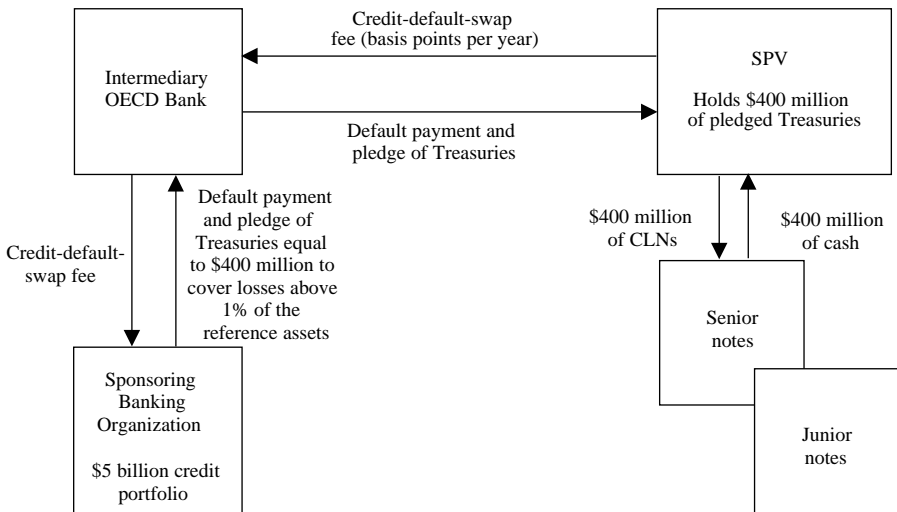 Credit-default-swap
fee (basis points per year)
Intermediary
OECD Bank
SPV
Holds $400 million
of pledged Treasuries
Default payment and
pledge of Treasuries
Credit-default-
swap fee
Default payment
and pledge of
Treasuries equal
to $400 million to
cover losses above
1% of the
reference assets
$400 million
of CLNs
$400 million
of cash
Senior
notes
Junior
notes
Sponsoring
Banking
Organization
$5 billion credit
portfolio